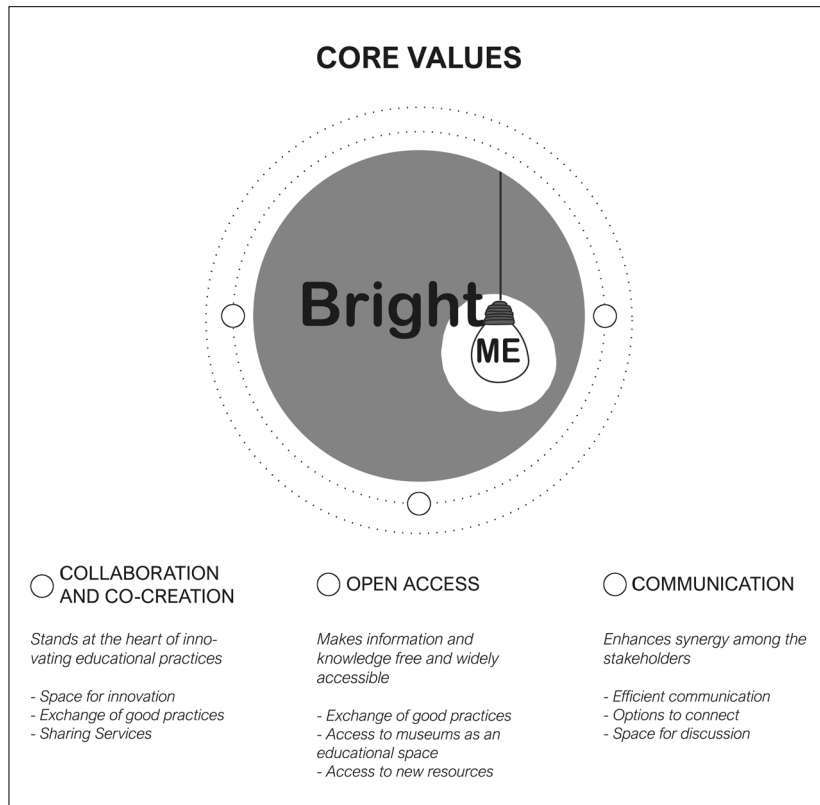 CORE VALUES
Bright
ME
COLLABORATION
AND CO-CREATION
Stands at the heart of inno-
vating educational practices
- Space for innovation
- Exchange of good practices
- Sharing Services
OPEN ACCESS
Makes information and
knowledge free and widely
accessible
- Exchange of good practices
- Access to museums as an
educational space
- Access to new resources
COMMUNICATION
Enhances synergy among the
stakeholders
- Efficient communication
- Options to connect
- Space for discussion